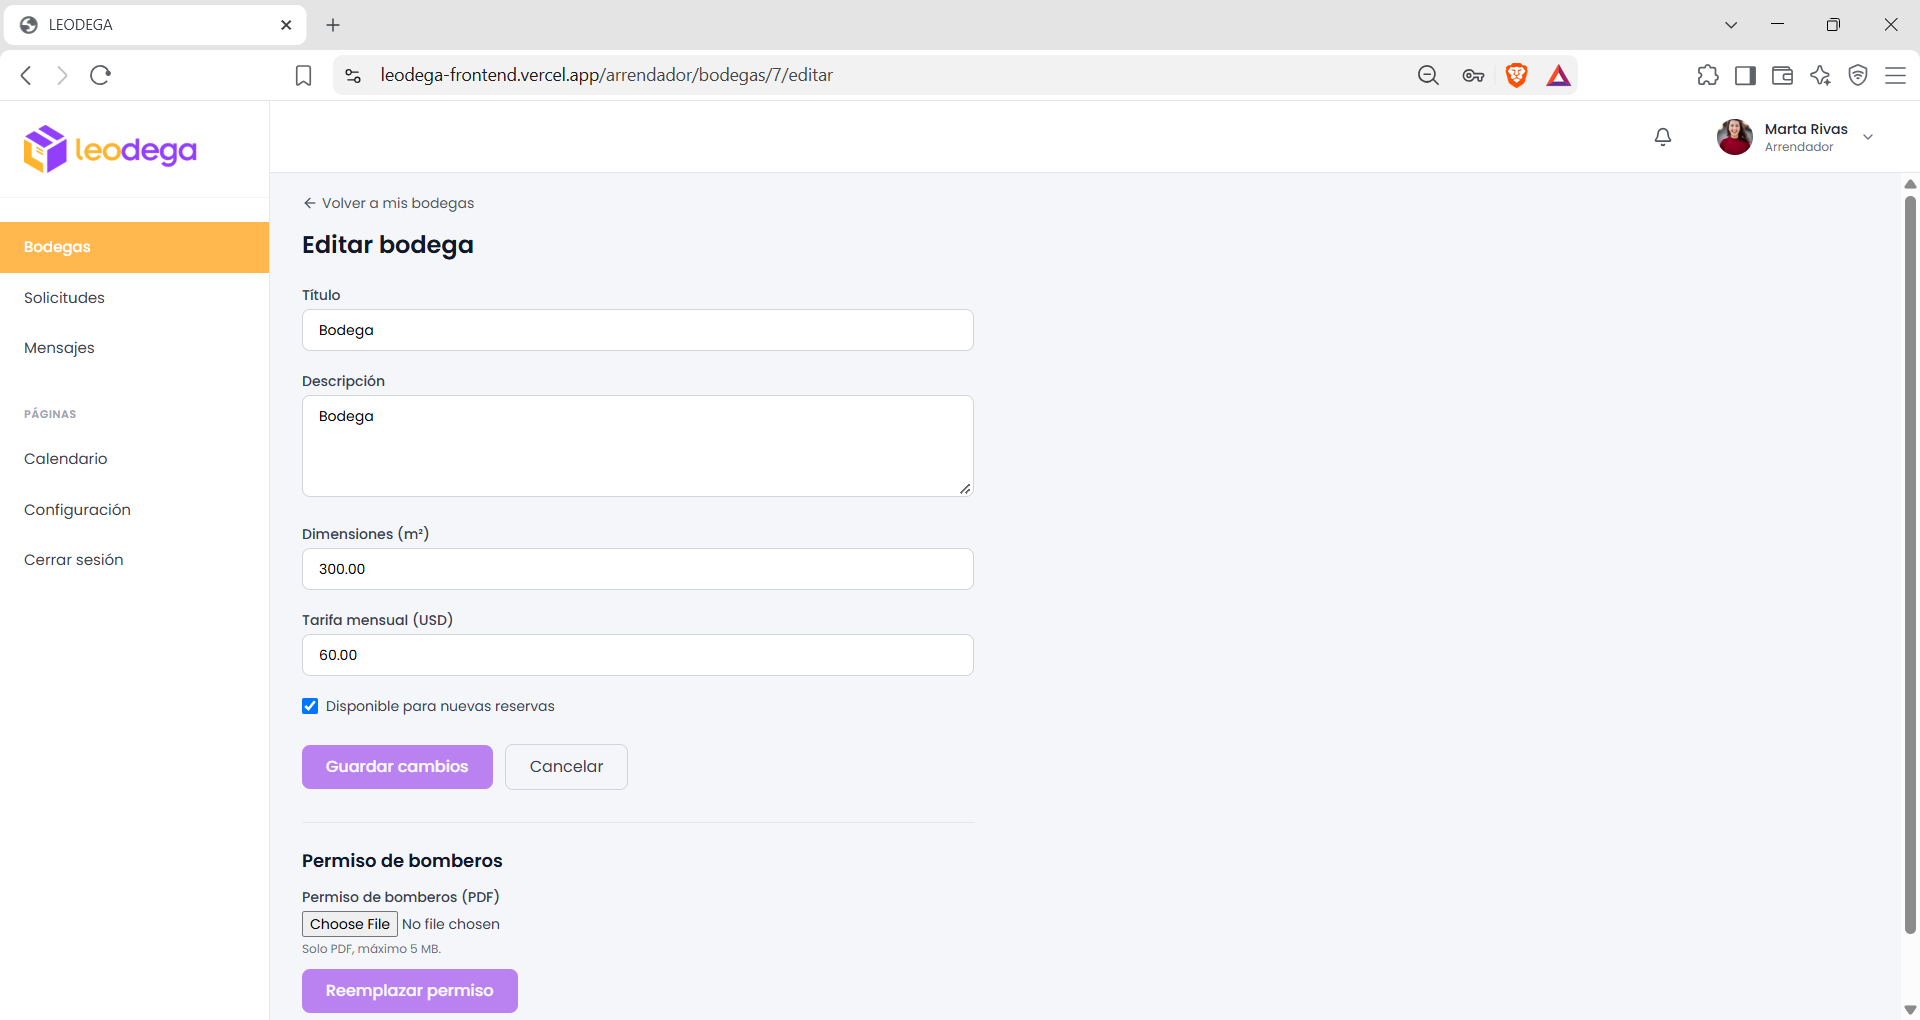 LEODEGA
leodega-frontend.vercel.app/arrendador/bodegas/7/editar
leodega
Marta Rivas
Arrendador
Bodegas
Solicitudes
Mensajes
PÁGINAS
Calendario
Configuración
Cerrar sesión
Volver a mis bodegas
Editar bodega
Título
Bodega
Descripción
Bodega
Dimensiones (m²)
300.00
Tarifa mensual (USD)
60.00
Disponible para nuevas reservas
Guardar cambios
Cancelar
Permiso de bomberos
Permiso de bomberos (PDF)
Choose File No file chosen
Solo PDF, máximo 5 MB.
Reemplazar permiso